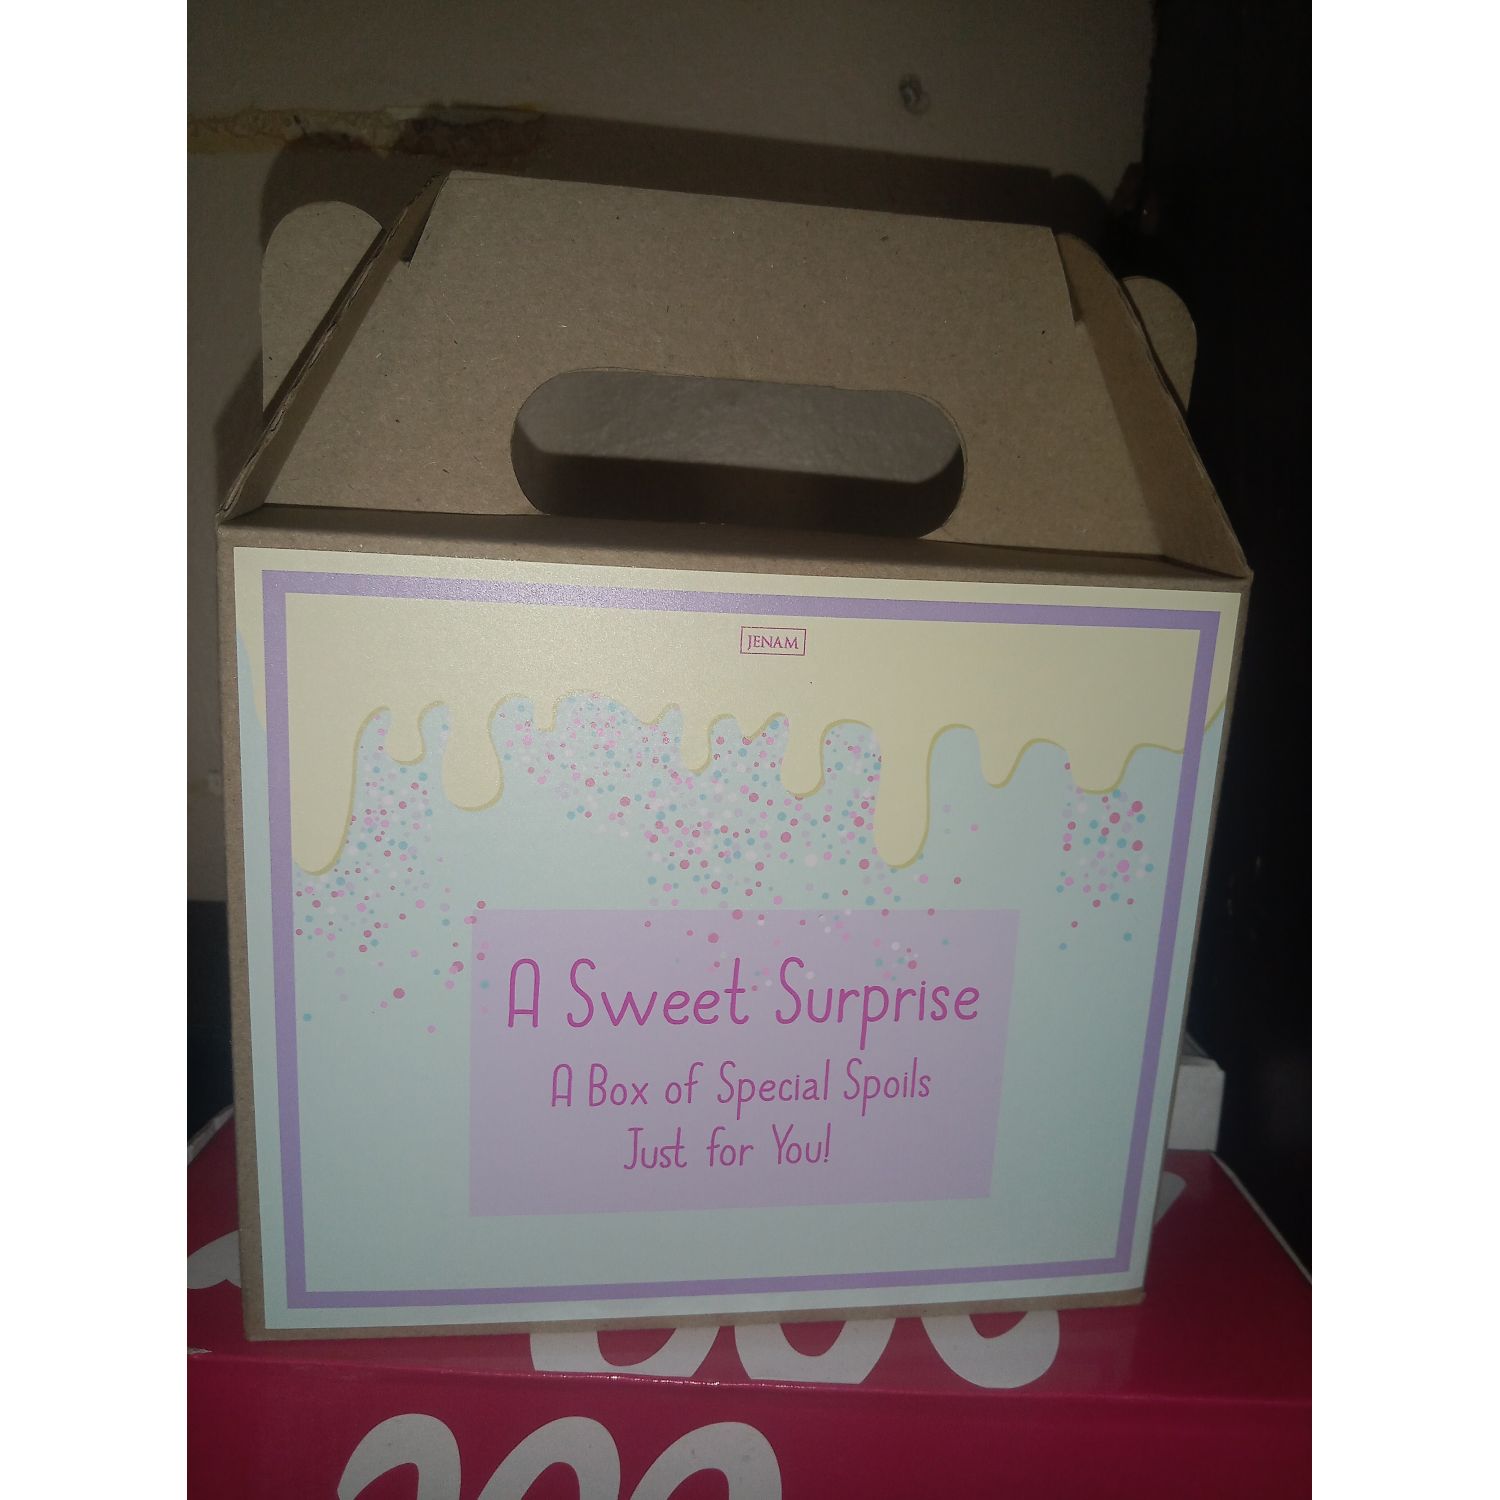 JENAM
A Sweet Surprise
A Box of Special Spoils
Just for You!